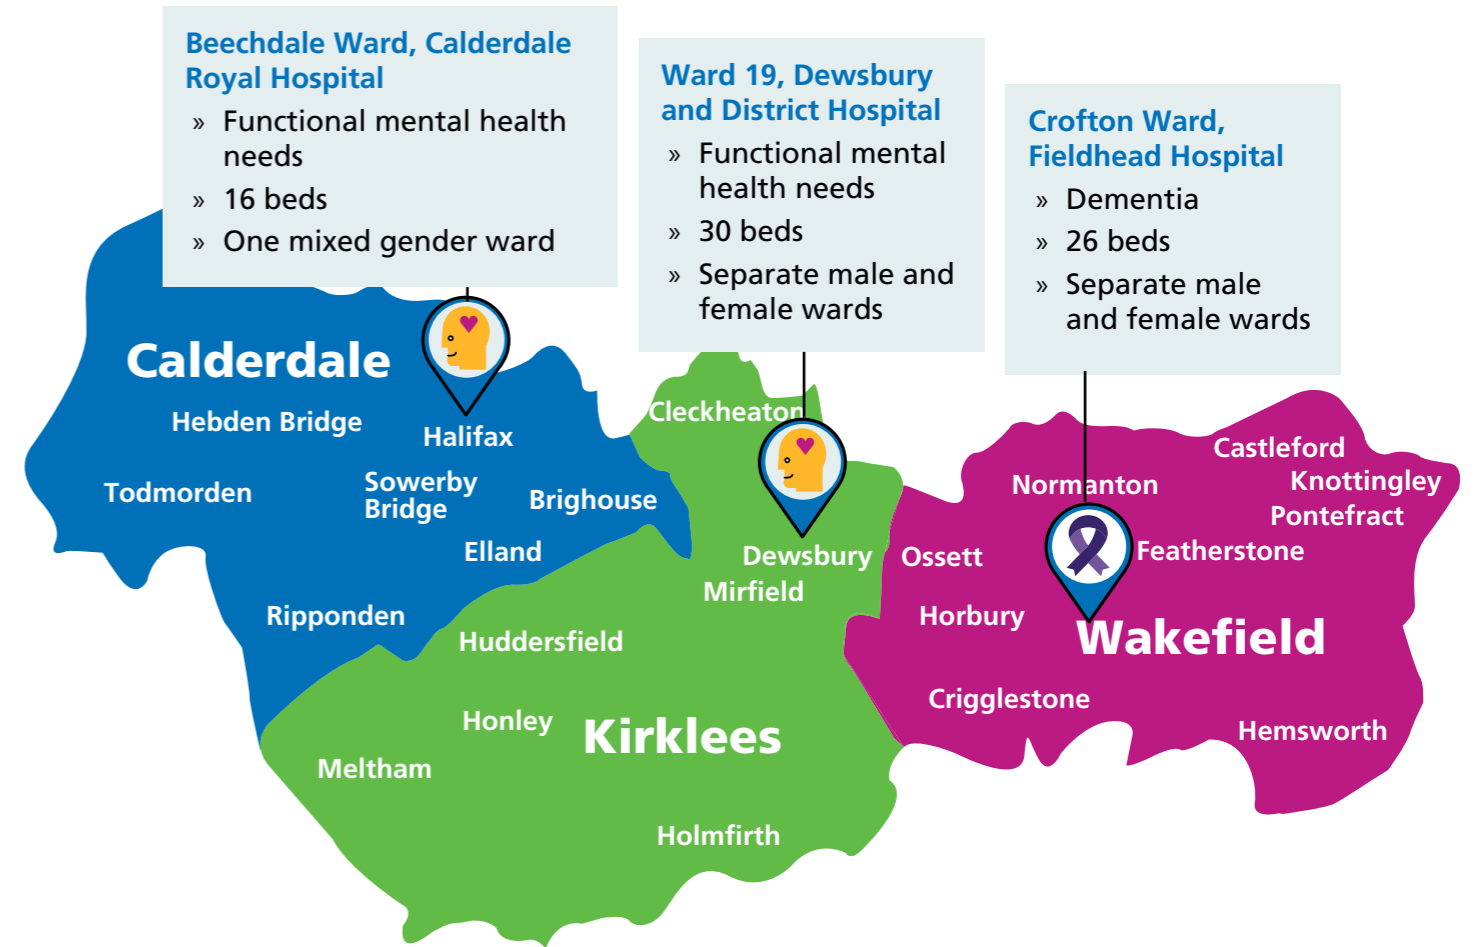 Beechdale Ward, Calderdale
Royal Hospital
» Functional mental health
needs
» 16 beds
» One mixed gender ward
Ward 19, Dewsbury
and District Hospital
» Functional mental
health needs
» 30 beds
» Separate male and
female wards
Crofton Ward,
Fieldhead Hospital
» Dementia
» 26 beds
» Separate male
and female wards
Calderdale
Hebden Bridge
Halifax
Todmorden
Sowerby
Bridge
Brighouse
Elland
Ripponden
Cleckheaton
Dewsbury
Mirfield
Huddersfield
Honley
Kirklees
Meltham
Holmfirth
Castleford
Normanton
Knottingley
Pontefract
Ossett
Featherstone
Horbury
Wakefield
Crigglestone
Hemsworth